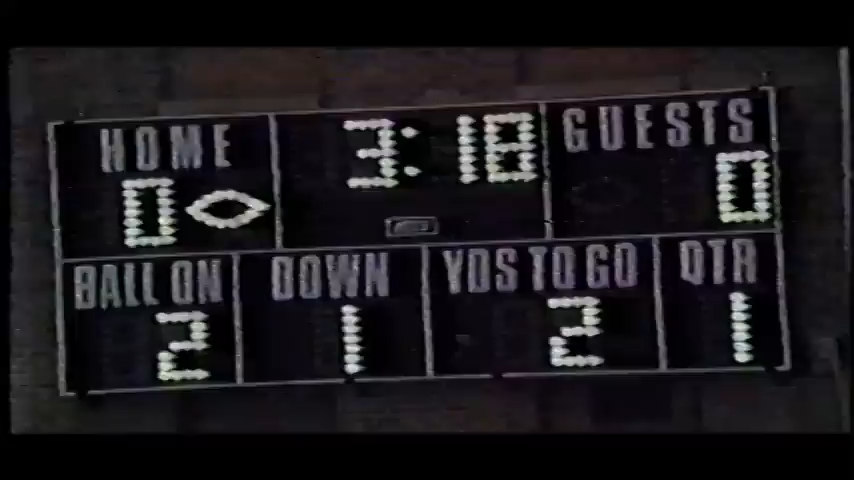 HOME 3:18 GUESTS
0 0
BALL ON DOWN YDS TO GO QTR
2 1 2 1